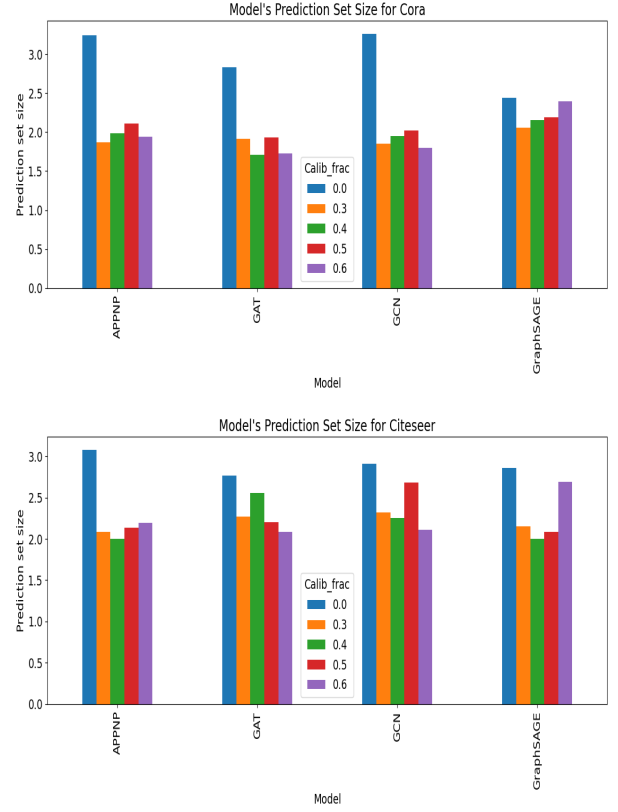 Model's Prediction Set Size for Cora
Prediction set size
3.0
2.5
2.0
1.5
1.0
0.5
0.0
Calib_frac
0.0
0.3
0.4
0.5
0.6
APPNP
GAT
GCN
GraphSAGE
Model
Model's Prediction Set Size for Citeseer
Prediction set size
3.0
2.5
2.0
1.5
1.0
0.5
0.0
Calib_frac
0.0
0.3
0.4
0.5
0.6
APPNP
GAT
GCN
GraphSAGE
Model